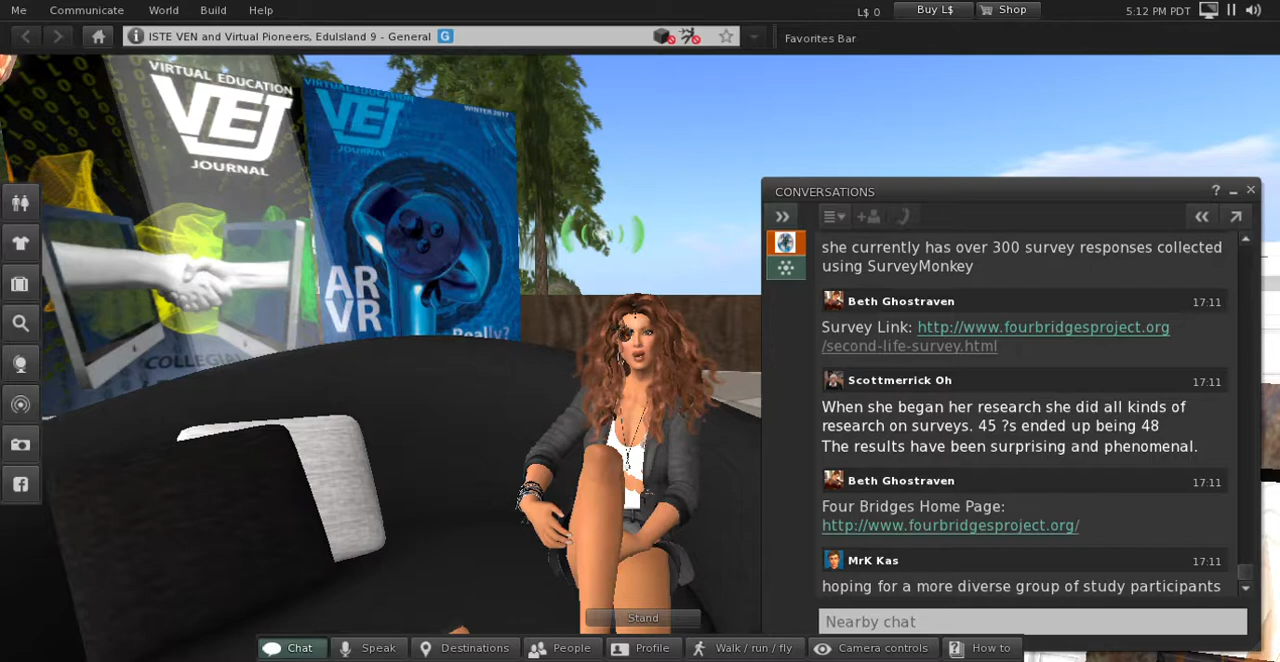 Me Communicate World Build Help L$ 0 Buy L$ Shop 5:12 PM PDT
ISTE VEN and Virtual Pioneers, EduIsland 9 - General G Favorites Bar
VIRTUAL EDUCATION
VEJ
JOURNAL
COLLEGIAL
VIRTUAL EDUCATION
WINTER 2017
VEJ
JOURNAL
AR
VR
Really?
CONVERSATIONS
she currently has over 300 survey responses collected
using SurveyMonkey
Beth Ghostraven 17:11
Survey Link: http://www.fourbridgesproject.org
/second-life-survey.html
Scottmerrick Oh 17:11
When she began her research she did all kinds of
research on surveys. 45 ?s ended up being 48
The results have been surprising and phenomenal.
Beth Ghostraven 17:11
Four Bridges Home Page:
http://www.fourbridgesproject.org/
MrK Kas 17:11
hoping for a more diverse group of study participants
Nearby chat
Stand
Chat Speak Destinations People Profile Walk / run / fly Camera controls How to